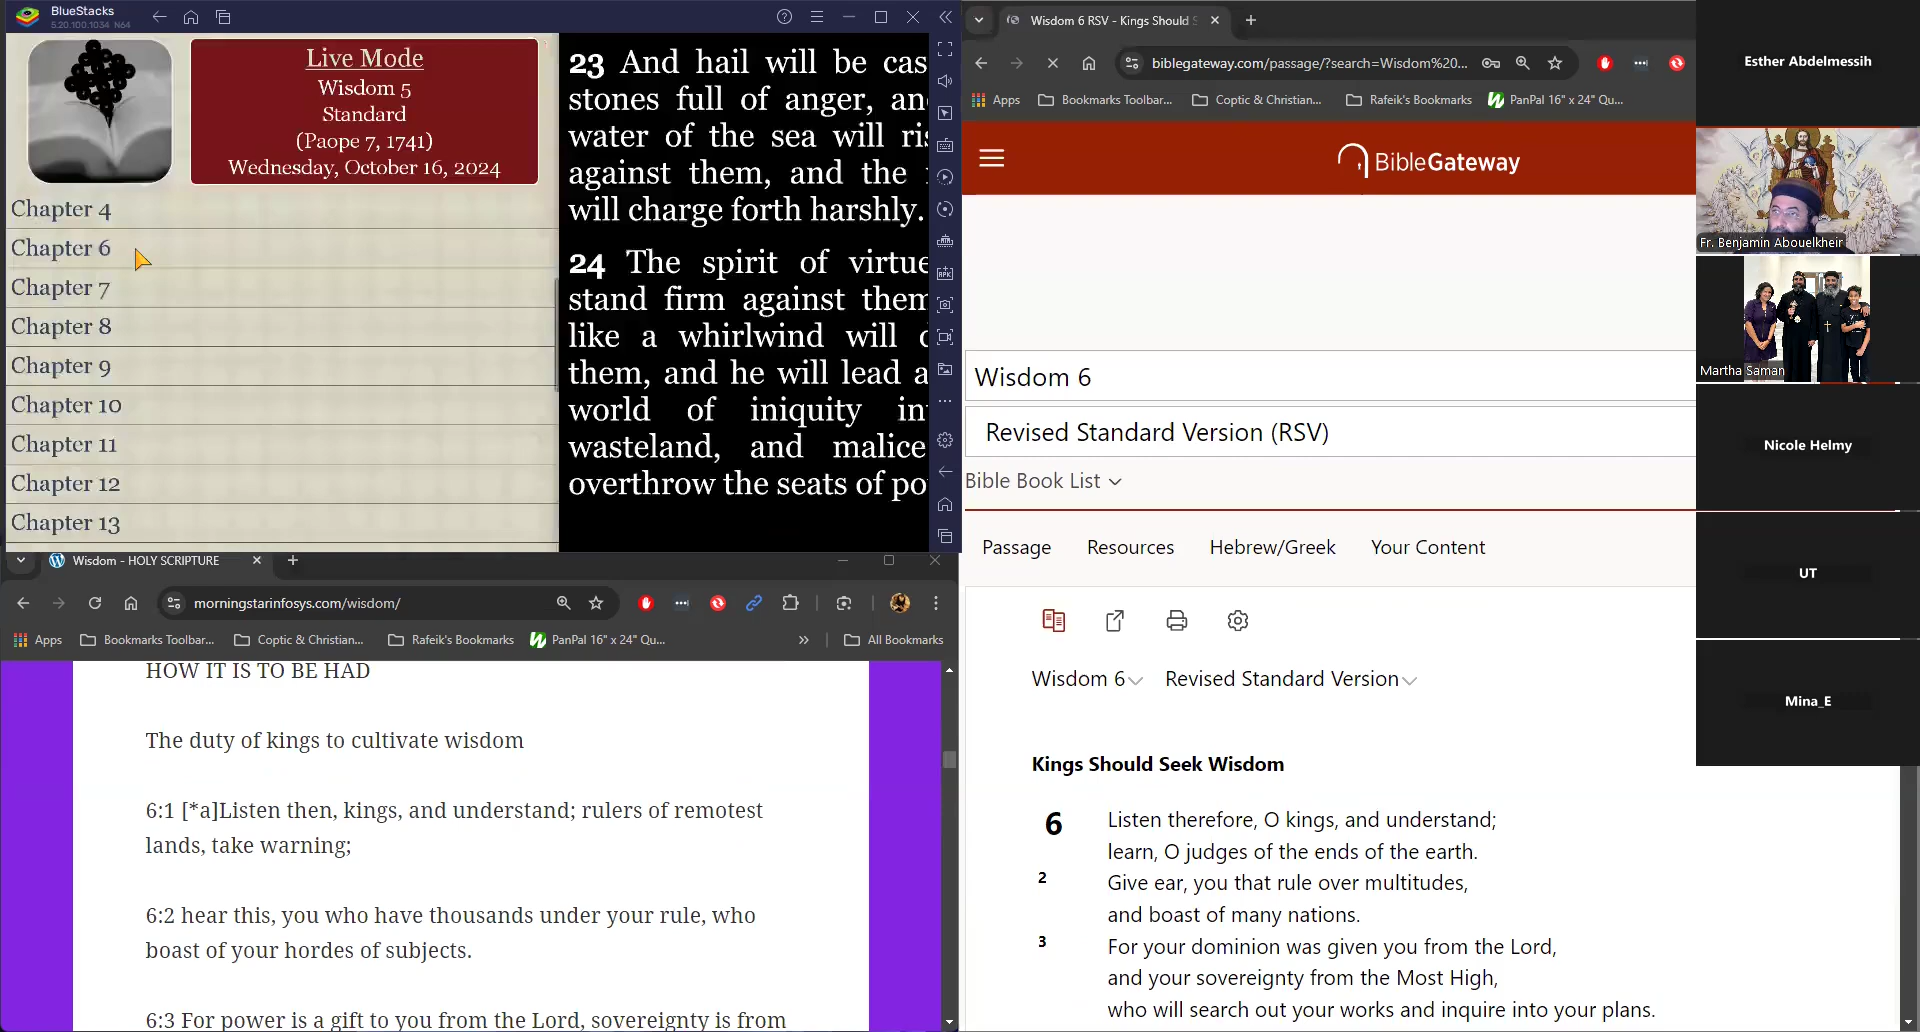 BlueStacks
5.20.100.1034 N64
Live Mode
Wisdom 5
Standard
(Paope 7, 1741)
Wednesday, October 16, 2024
Chapter 4
Chapter 6
Chapter 7
Chapter 8
Chapter 9
Chapter 10
Chapter 11
Chapter 12
Chapter 13
23 And hail will be cas
stones full of anger, an
water of the sea will ris
against them, and the
will charge forth harshly.
24 The spirit of virtue
stand firm against them
like a whirlwind will
them, and he will lead a
world of iniquity in
wasteland, and malice
overthrow the seats of po
Wisdom - HOLY SCRIPTURE
morningstarinfosys.com/wisdom/
Apps
Bookmarks Toolbar...
Coptic & Christian...
Rafeik's Bookmarks
PanPal 16" x 24" Qu...
All Bookmarks
HOW IT IS TO BE HAD
The duty of kings to cultivate wisdom
6:1 [*a]Listen then, kings, and understand; rulers of remotest
lands, take warning;
6:2 hear this, you who have thousands under your rule, who
boast of your hordes of subjects.
6:3 For power is a gift to you from the Lord, sovereignty is from
Wisdom 6 RSV - Kings Should S
biblegateway.com/passage/?search=Wisdom%20...
Apps
Bookmarks Toolbar...
Coptic & Christian...
Rafeik's Bookmarks
PanPal 16" x 24" Qu...
BibleGateway
Wisdom 6
Revised Standard Version (RSV)
Bible Book List
Passage Resources Hebrew/Greek Your Content
Wisdom 6 Revised Standard Version
Kings Should Seek Wisdom
6 Listen therefore, O kings, and understand;
learn, O judges of the ends of the earth.
2 Give ear, you that rule over multitudes,
and boast of many nations.
3 For your dominion was given you from the Lord,
and your sovereignty from the Most High,
who will search out your works and inquire into your plans.
Esther Abdelmessih
Fr. Benjamin Abouelkheir
Martha Saman
Nicole Helmy
UT
Mina_E